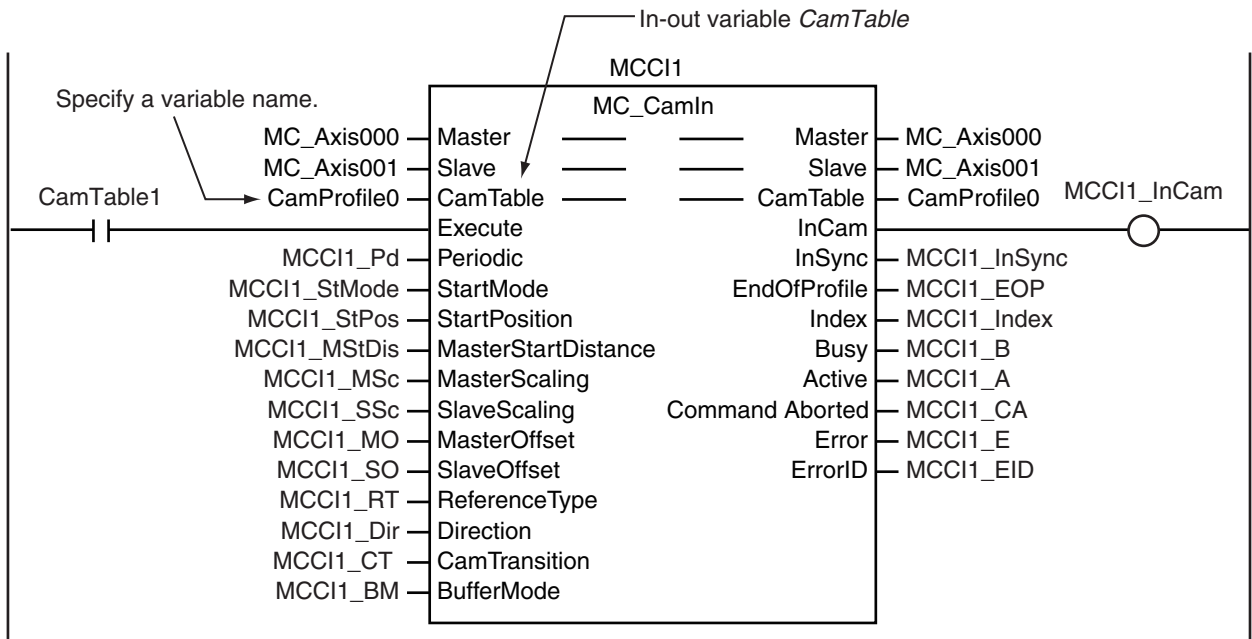 In-out variable CamTable
MCCI1
Specify a variable name.
MC_CamIn
MC_Axis000 Master Master MC_Axis000
MC_Axis001 Slave Slave MC_Axis001
CamTable1 CamProfile0 CamTable CamTable CamProfile0 MCCI1_InCam
Execute InCam
MCCI1_Pd Periodic InSync MCCI1_InSync
MCCI1_StMode StartMode EndOfProfile MCCI1_EOP
MCCI1_StPos StartPosition Index MCCI1_Index
MCCI1_MStDis MasterStartDistance Busy MCCI1_B
MCCI1_MSc MasterScaling Active MCCI1_A
MCCI1_SSc SlaveScaling Command Aborted MCCI1_CA
MCCI1_MO MasterOffset Error MCCI1_E
MCCI1_SO SlaveOffset ErrorID MCCI1_EID
MCCI1_RT ReferenceType
MCCI1_Dir Direction
MCCI1_CT CamTransition
MCCI1_BM BufferMode